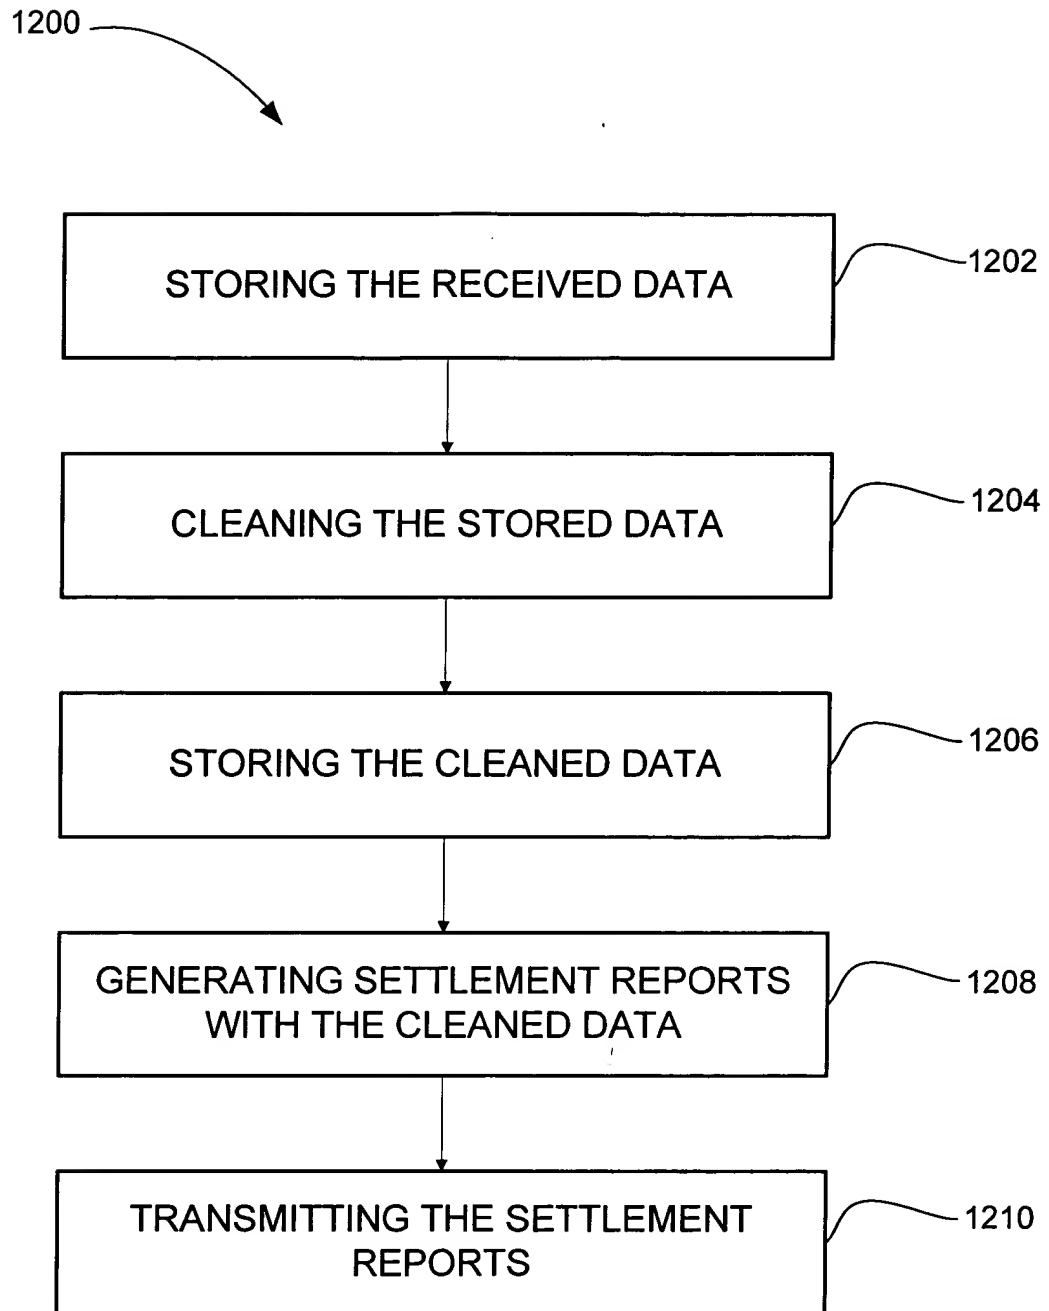 1200
STORING THE RECEIVED DATA
1202
CLEANING THE STORED DATA
1204
STORING THE CLEANED DATA
1206
GENERATING SETTLEMENT REPORTS
WITH THE CLEANED DATA
1208
TRANSMITTING THE SETTLEMENT
REPORTS
1210